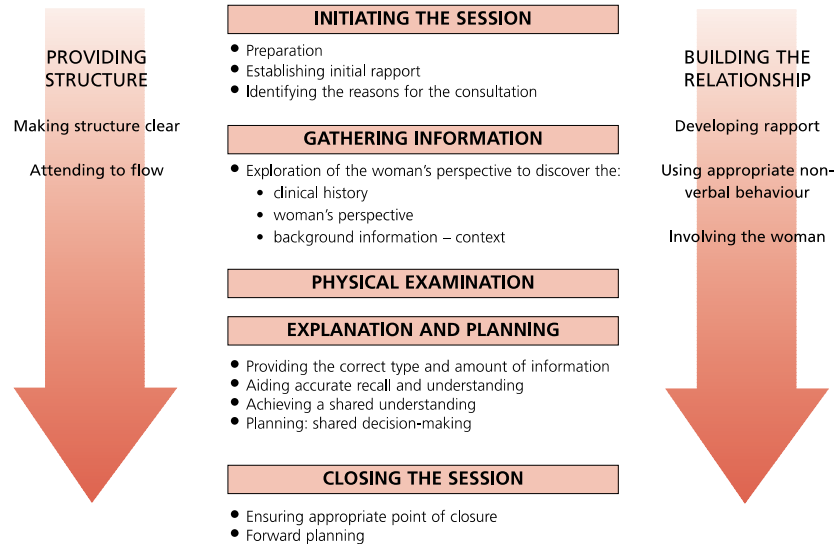 PROVIDING
STRUCTURE
Making structure clear
Attending to flow
INITIATING THE SESSION
• Preparation
• Establishing initial rapport
• Identifying the reasons for the consultation
GATHERING INFORMATION
• Exploration of the woman’s perspective to discover the:
• clinical history
• woman’s perspective
• background information – context
PHYSICAL EXAMINATION
EXPLANATION AND PLANNING
• Providing the correct type and amount of information
• Aiding accurate recall and understanding
• Achieving a shared understanding
• Planning: shared decision-making
CLOSING THE SESSION
• Ensuring appropriate point of closure
• Forward planning
BUILDING THE
RELATIONSHIP
Developing rapport
Using appropriate non-
verbal behaviour
Involving the woman